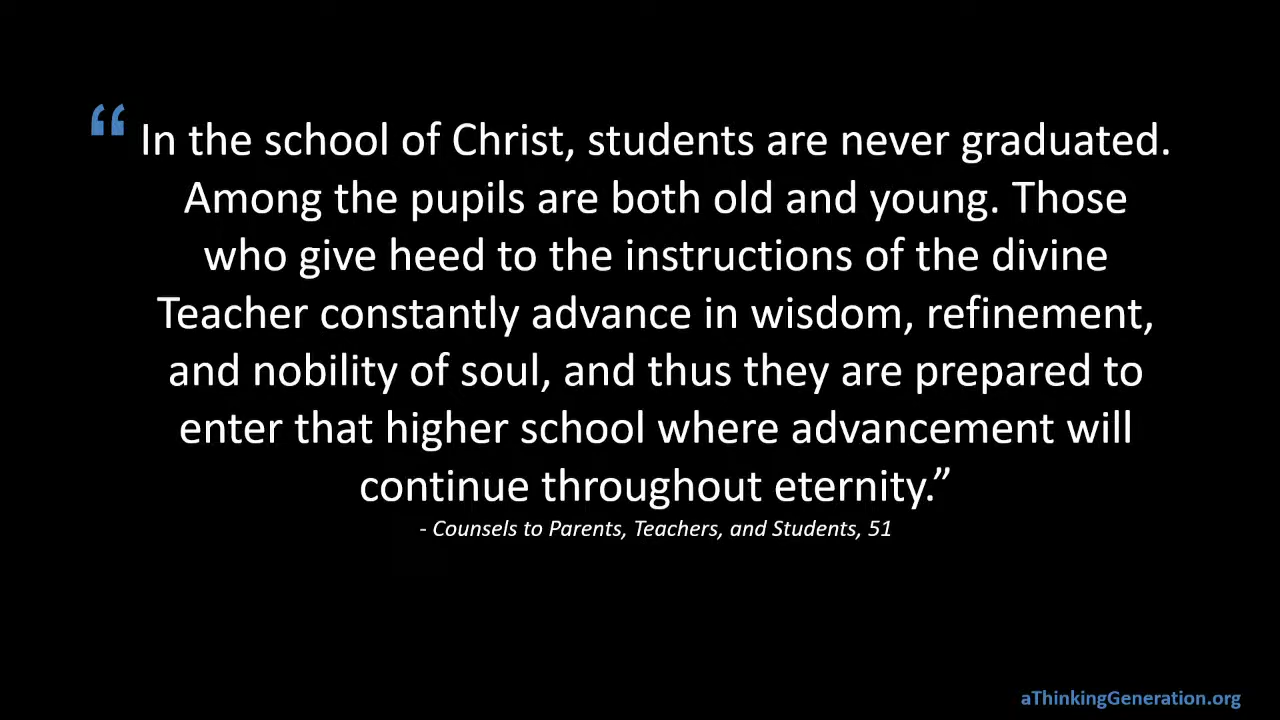 “ In the school of Christ, students are never graduated.
Among the pupils are both old and young. Those
who give heed to the instructions of the divine
Teacher constantly advance in wisdom, refinement,
and nobility of soul, and thus they are prepared to
enter that higher school where advancement will
continue throughout eternity.”
- Counsels to Parents, Teachers, and Students, 51
aThinkingGeneration.org